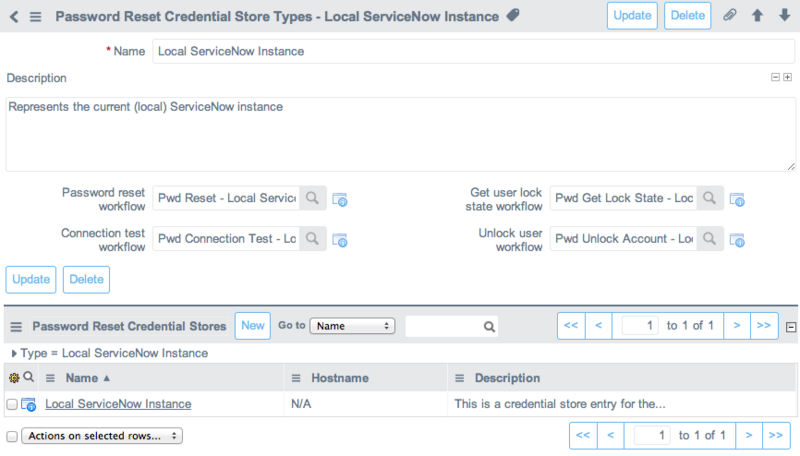 Password Reset Credential Store Types - Local ServiceNow Instance
Update
Delete
* Name
Local ServiceNow Instance
Description
Represents the current (local) ServiceNow instance
Password reset workflow
Pwd Reset - Local Service
Get user lock state workflow
Pwd Get Lock State - Loc
Connection test workflow
Pwd Connection Test - Lo
Unlock user workflow
Pwd Unlock Account - Loc
Update
Delete
Password Reset Credential Stores
New
Go to
Name
<<
<
1
to 1 of 1
>
>>
Type = Local ServiceNow Instance
Name ▲
Hostname
Description
Local ServiceNow Instance
N/A
This is a credential store entry for the...
Actions on selected rows...
<<
<
1
to 1 of 1
>
>>